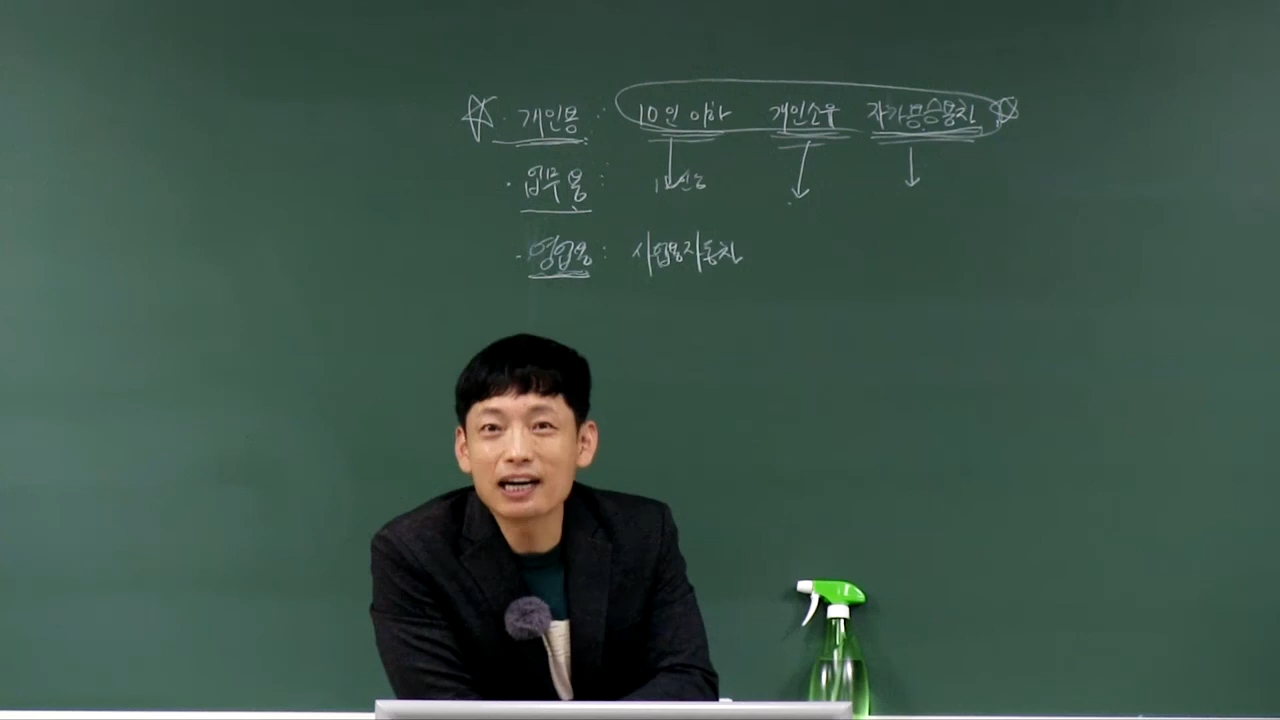 ☆ · 개인용 : 10인 이하 개인소유 자가용승용차 ☆
· 업무용 :
· 영업용 : 사업용자동차